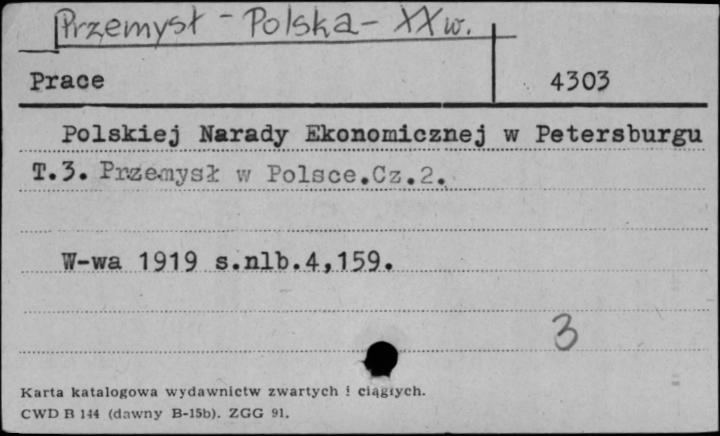 Przemysł - Polska - XX w.
Prace 4303
Polskiej Narady Ekonomicznej w Petersburgu
T.3. Przemysł w Polsce.Cz.2.
W-wa 1919 s.nlb.4,159.
3
Karta katalogowa wydawnictw zwartych i ciągłych.
CWD B 144 (dawny B-15b). ZGG 91.